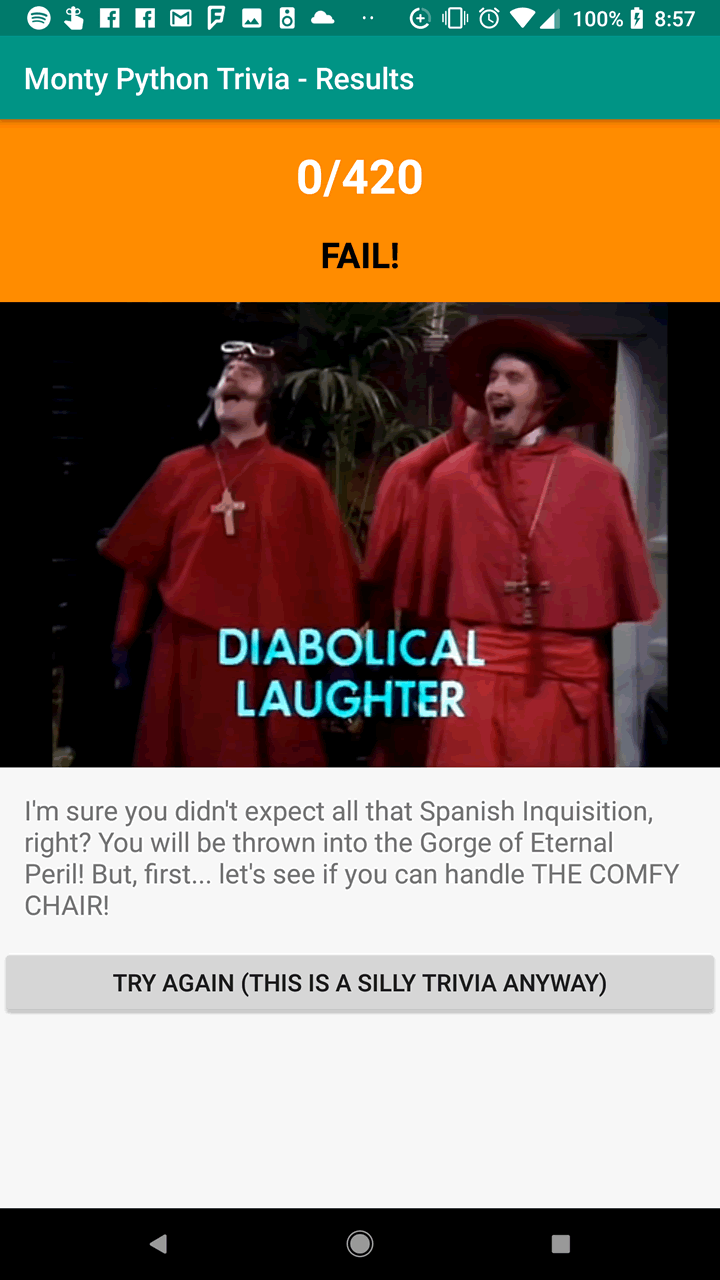 100% 8:57
Monty Python Trivia - Results
0/420
FAIL!
DIABOLICAL
LAUGHTER
I'm sure you didn't expect all that Spanish Inquisition,
right? You will be thrown into the Gorge of Eternal
Peril! But, first... let's see if you can handle THE COMFY
CHAIR!
TRY AGAIN (THIS IS A SILLY TRIVIA ANYWAY)